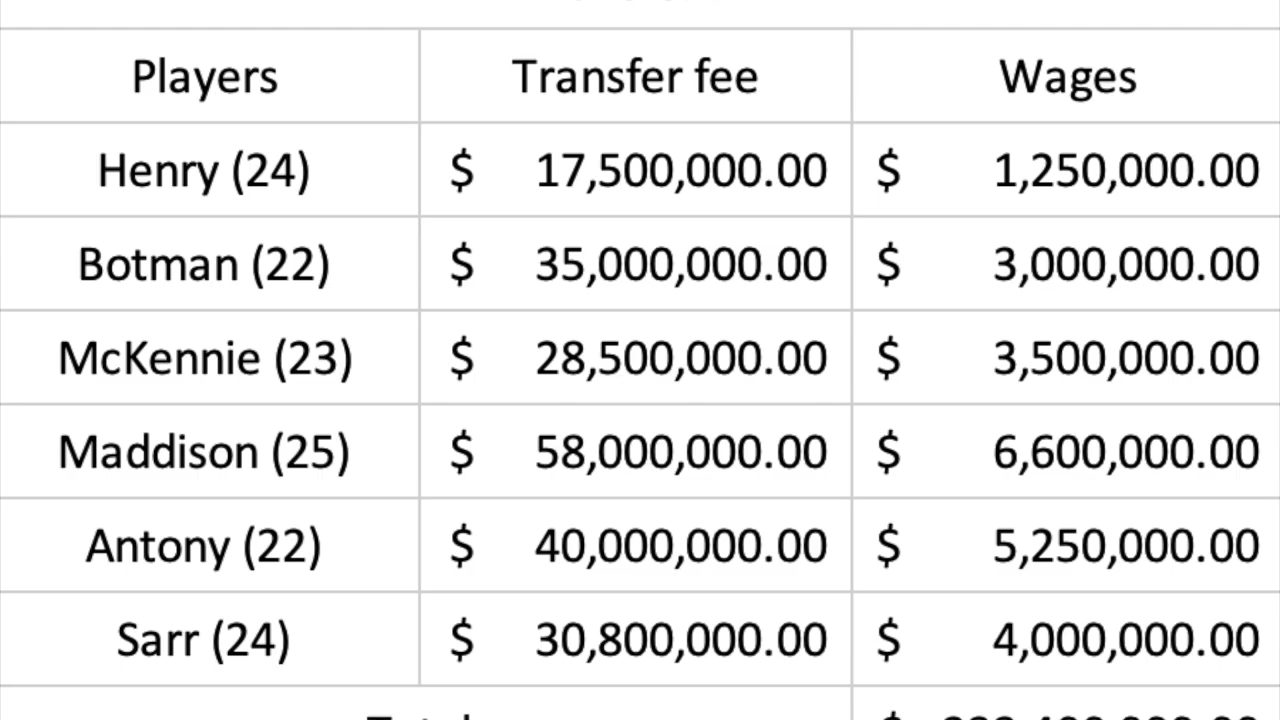 Players Transfer fee Wages
Henry (24) $ 17,500,000.00 $ 1,250,000.00
Botman (22) $ 35,000,000.00 $ 3,000,000.00
McKennie (23) $ 28,500,000.00 $ 3,500,000.00
Maddison (25) $ 58,000,000.00 $ 6,600,000.00
Antony (22) $ 40,000,000.00 $ 5,250,000.00
Sarr (24) $ 30,800,000.00 $ 4,000,000.00